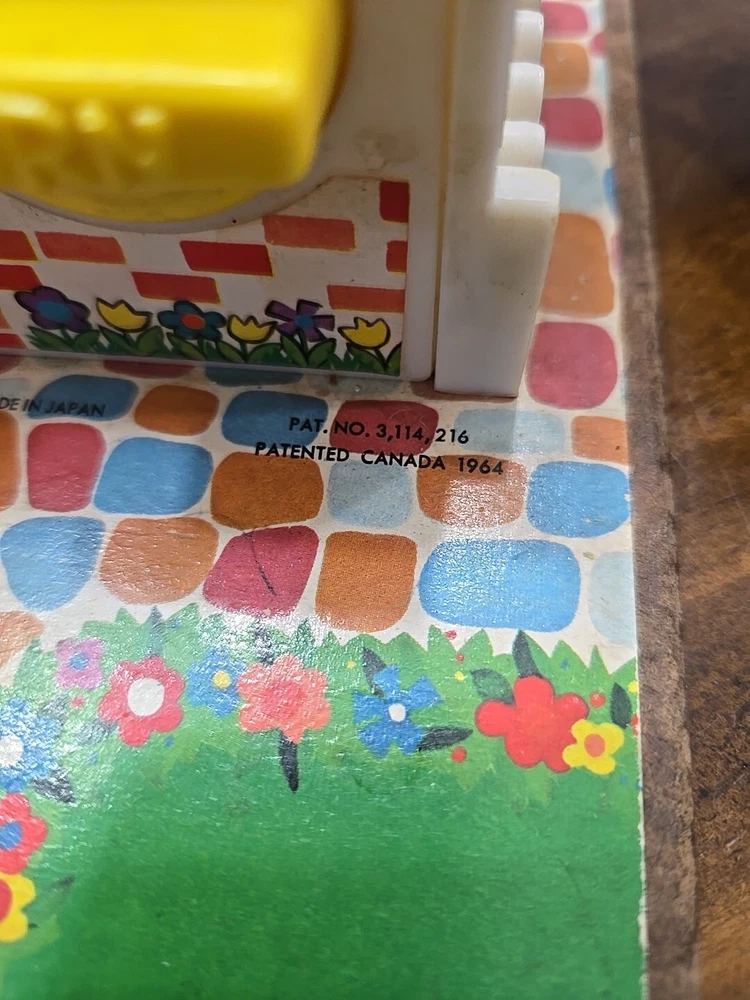 DE IN JAPAN
PAT. NO. 3,114,216
PATENTED CANADA 1964